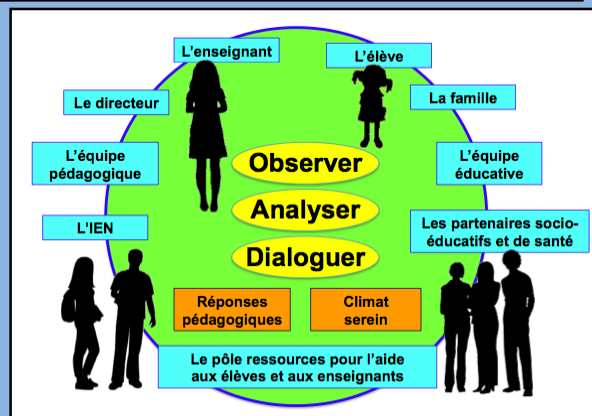 L'enseignant
L'élève
Le directeur
La famille
L'équipe
pédagogique
Observer
L'équipe
éducative
Analyser
L'IEN
Les partenaires socio-
éducatifs et de santé
Dialoguer
Réponses
pédagogiques
Climat
serein
Le pôle ressources pour l'aide
aux élèves et aux enseignants